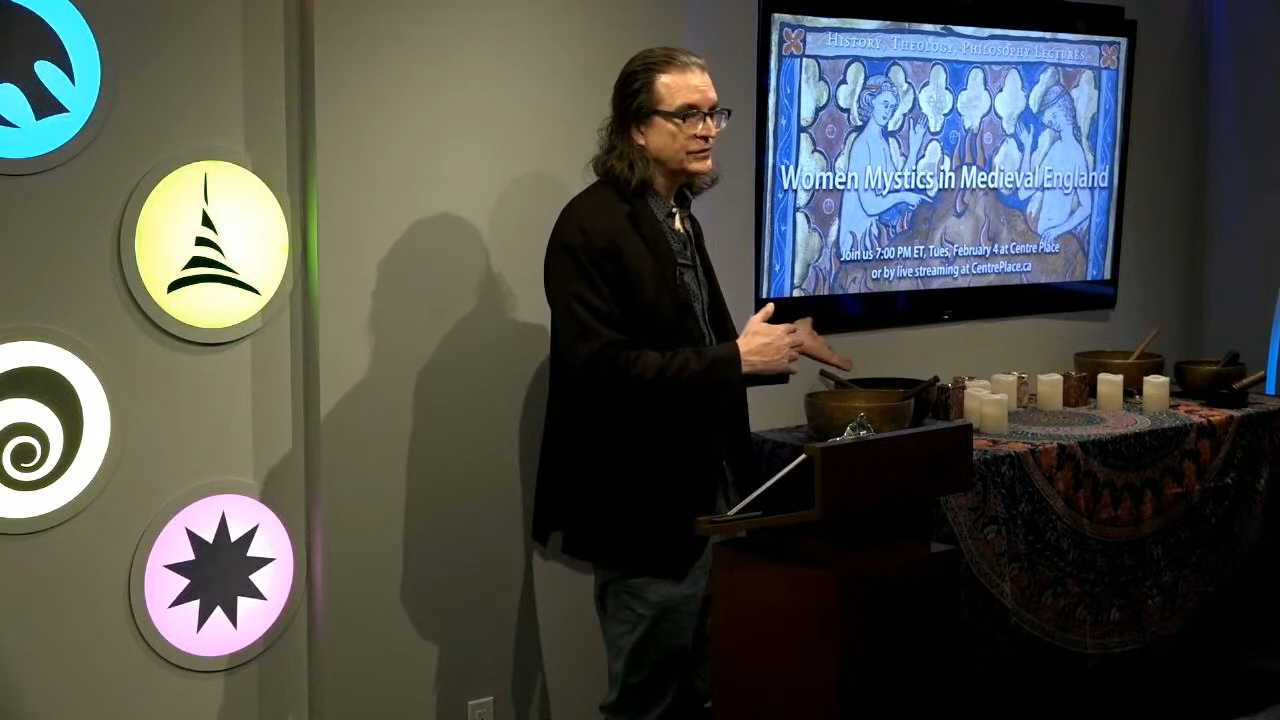 History, Theology, Philosophy Lectures
Women Mystics in Medieval England
Join us 7:00 PM ET, Tues, February 4 at Centre Place
or by live streaming at CentrePlace.ca